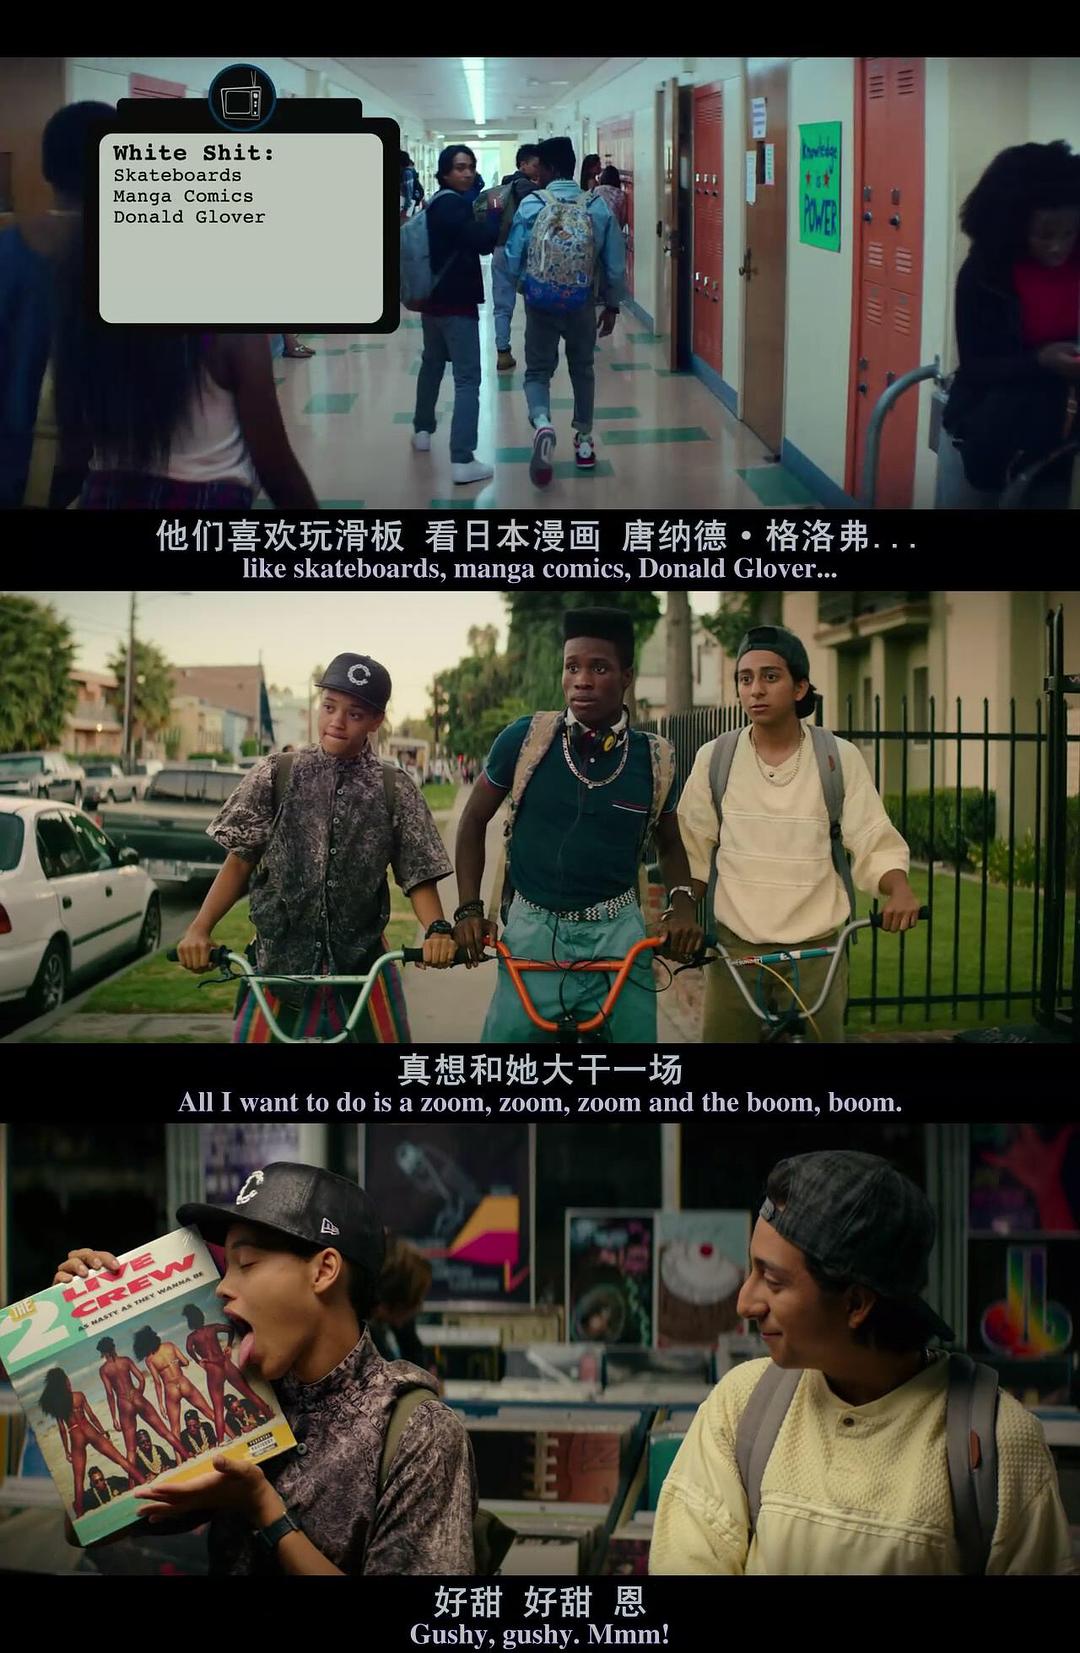 White Shit:
Skateboards
Manga Comics
Donald Glover
Knowledge
is
POWER
他们喜欢玩滑板 看日本漫画 唐纳德·格洛弗...
like skateboards, manga comics, Donald Glover...
C
真想和她大干一场
All I want to do is a zoom, zoom, zoom and the boom, boom.
C
THE
2 LIVE
CREW
AS NASTY AS THEY WANNA BE
好甜 好甜 恩
Gushy, gushy. Mmm!